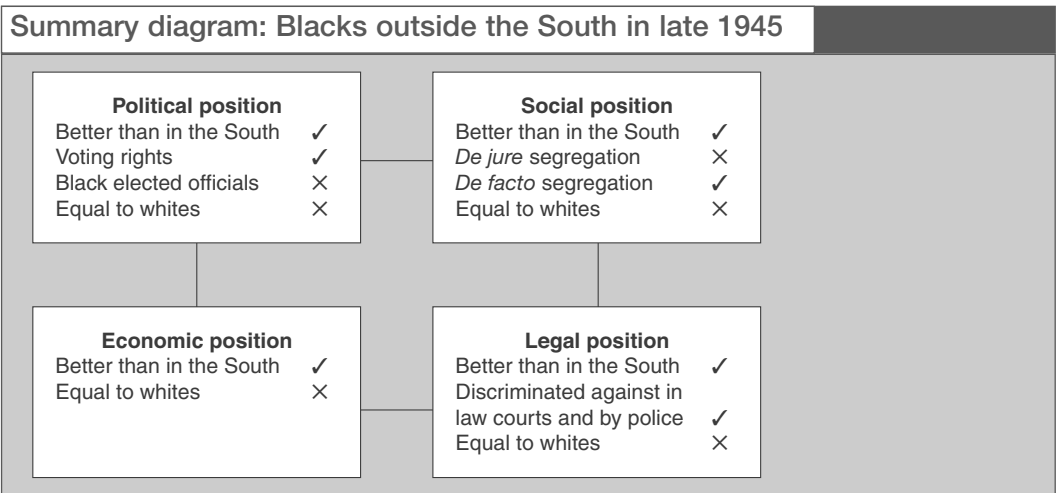 Summary diagram: Blacks outside the South in late 1945
Political position
Better than in the South ✓
Voting rights ✓
Black elected officials ×
Equal to whites ×
Social position
Better than in the South ✓
De jure segregation ×
De facto segregation ✓
Equal to whites ×
Economic position
Better than in the South ✓
Equal to whites ×
Legal position
Better than in the South ✓
Discriminated against in
law courts and by police ✓
Equal to whites ×